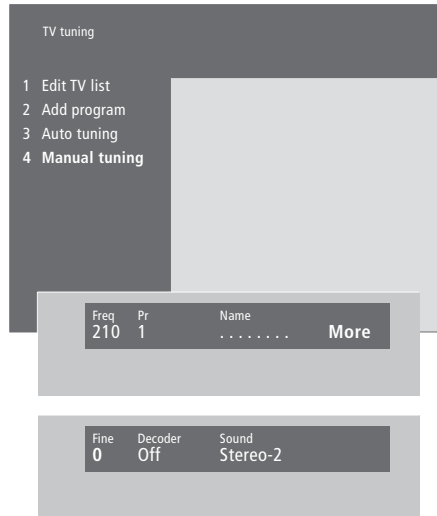 TV tuning
1 Edit TV list
2 Add program
3 Auto tuning
4 Manual tuning
Freq Pr Name
210 1 ........ More
Fine Decoder Sound
0 Off Stereo-2